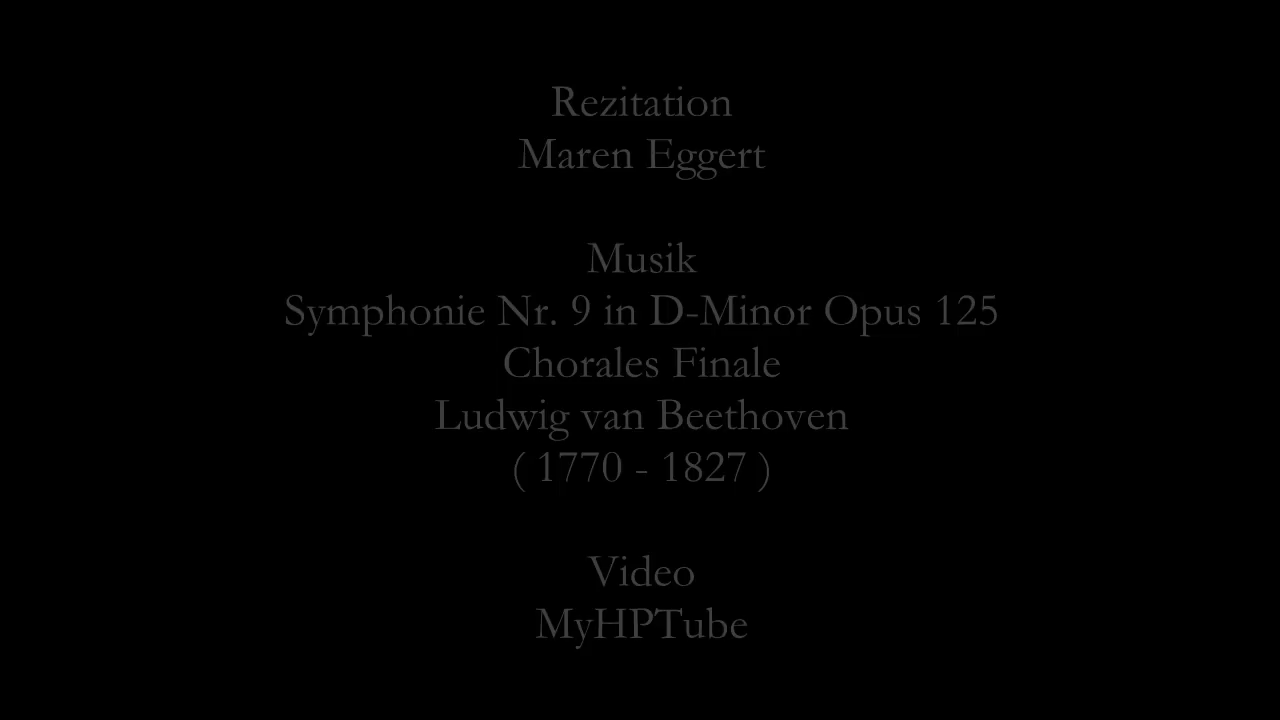 Rezitation
Maren Eggert
Musik
Symphonie Nr. 9 in D-Minor Opus 125
Chorales Finale
Ludwig van Beethoven
( 1770 - 1827 )
Video
MyHPTube